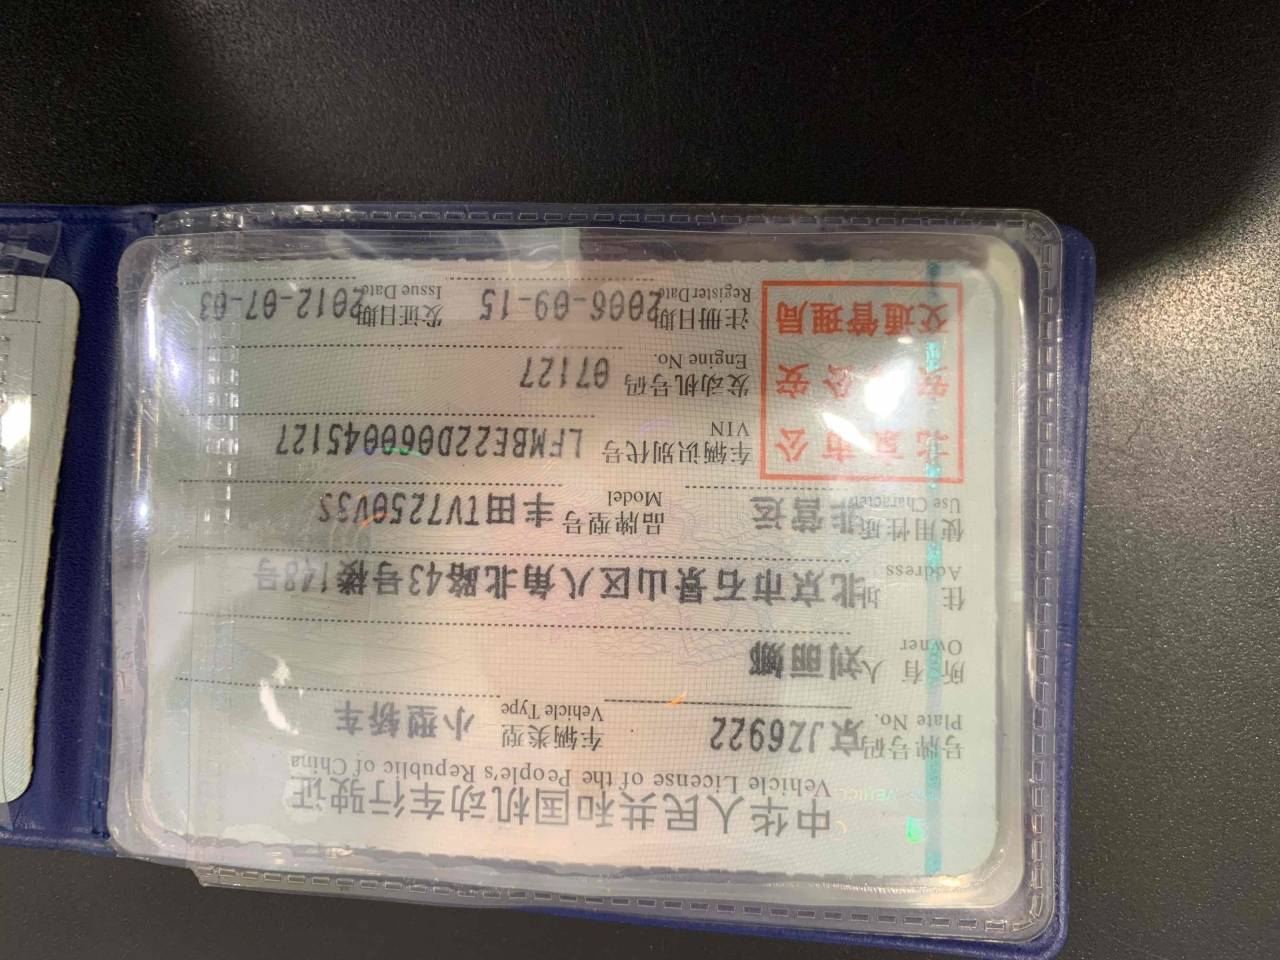 中华人民共和国机动车行驶证
Vehicle License of the People's Republic of China
号牌号码 京JZ6922 车辆类型 小型轿车
Plate No. Vehicle Type
所有人 刘丽娜
Owner
住址 北京市石景山区八角北路43号楼148号
Address
使用性质 非营运 品牌型号 丰田TV7250V3S
Use Character Model
北京市公安公安交通管理局
车辆识别代号 LFMBE22D060045127
VIN
发动机号码 07127
Engine No.
注册日期 2006-09-15 发证日期 2012-07-03
Register Date Issue Date